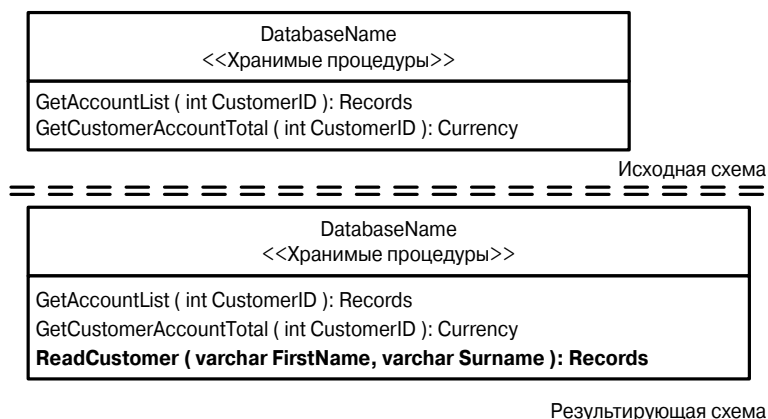 DatabaseName
<<Хранимые процедуры>>
GetAccountList ( int CustomerID ): Records
GetCustomerAccountTotal ( int CustomerID ): Currency
Исходная схема
DatabaseName
<<Хранимые процедуры>>
GetAccountList ( int CustomerID ): Records
GetCustomerAccountTotal ( int CustomerID ): Currency
ReadCustomer ( varchar FirstName, varchar Surname ): Records
Результирующая схема